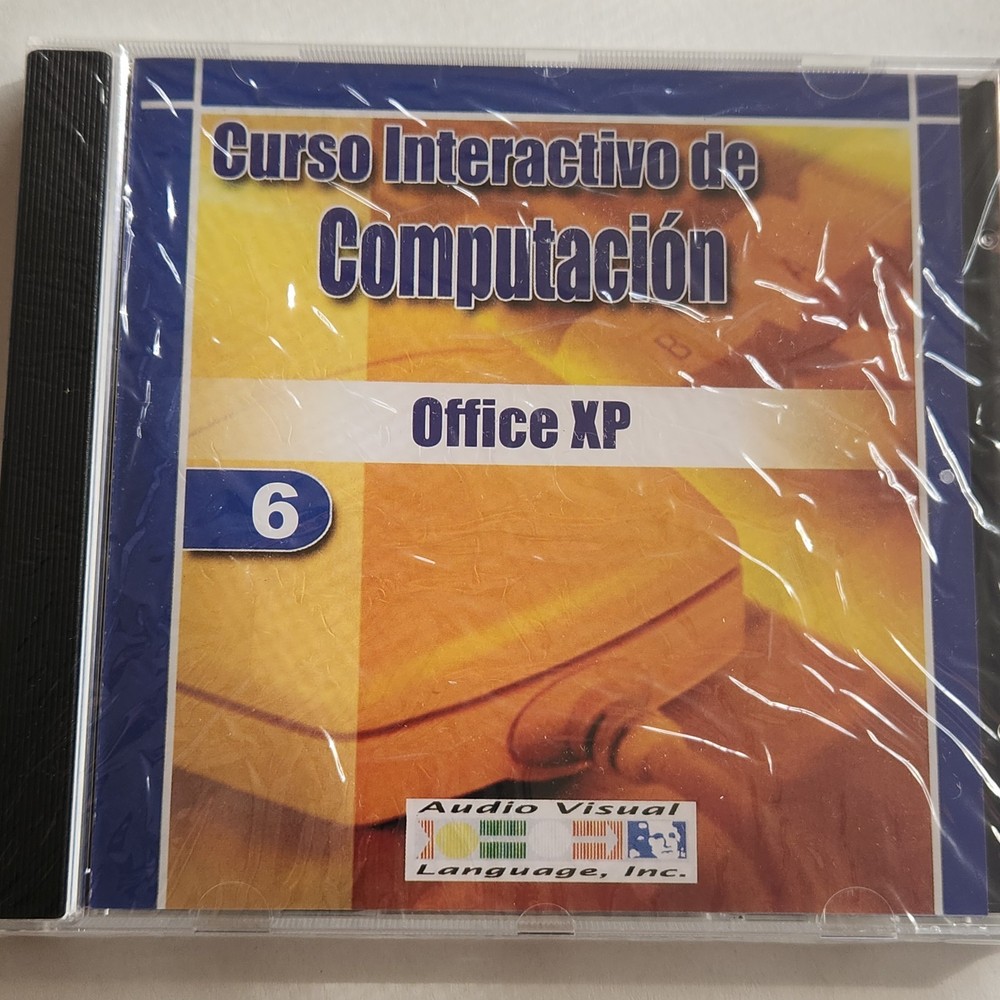 Curso Interactivo de
Computación
Office XP
6
Audio Visual
Language, Inc.